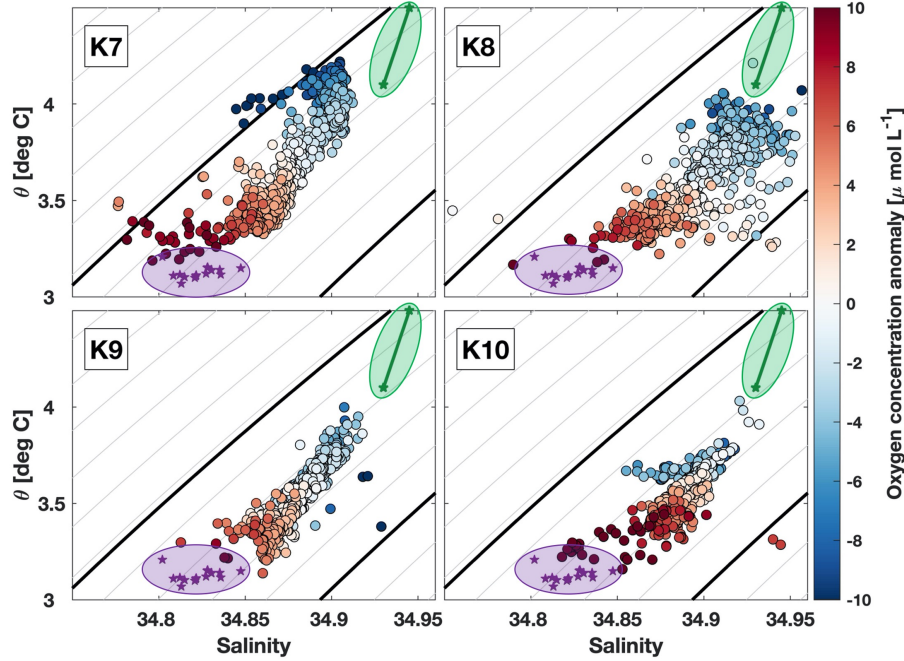 K7
K8
θ [deg C]
4
3.5
3
θ [deg C]
K9
K10
θ [deg C]
4
3.5
3
θ [deg C]
34.8
34.85
34.9
34.95
Salinity
34.8
34.85
34.9
34.95
Salinity
10
8
6
4
2
0
-2
-4
-6
-8
-10
Oxygen concentration anomaly [μ mol L⁻¹]